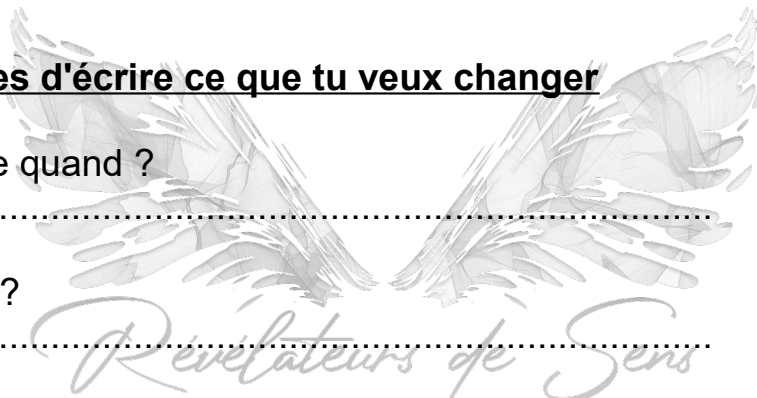 es d'écrire ce que tu veux changer
e quand ?
......................................................................
?
......................................................................
Révélateurs de Sens